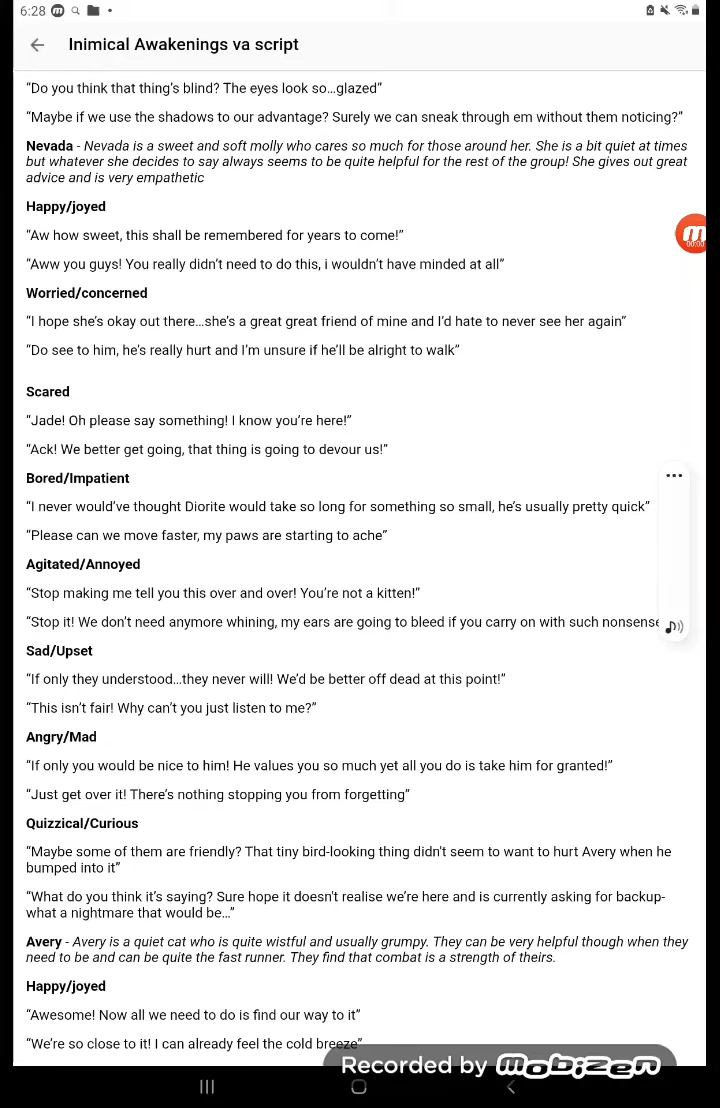 6:28
Inimical Awakenings va script
“Do you think that thing’s blind? The eyes look so…glazed”
“Maybe if we use the shadows to our advantage? Surely we can sneak through em without them noticing?”
Nevada - Nevada is a sweet and soft molly who cares so much for those around her. She is a bit quiet at times
but whatever she decides to say always seems to be quite helpful for the rest of the group! She gives out great
advice and is very empathetic
Happy/joyed
“Aw how sweet, this shall be remembered for years to come!”
“Aww you guys! You really didn’t need to do this, i wouldn’t have minded at all”
Worried/concerned
“I hope she’s okay out there…she’s a great great friend of mine and I’d hate to never see her again”
“Do see to him, he’s really hurt and I’m unsure if he’ll be alright to walk”
Scared
“Jade! Oh please say something! I know you’re here!”
“Ack! We better get going, that thing is going to devour us!”
Bored/Impatient
“I never would’ve thought Diorite would take so long for something so small, he’s usually pretty quick”
“Please can we move faster, my paws are starting to ache”
Agitated/Annoyed
“Stop making me tell you this over and over! You’re not a kitten!”
“Stop it! We don’t need anymore whining, my ears are going to bleed if you carry on with such nonsense
Sad/Upset
“If only they understood…they never will! We’d be better off dead at this point!”
“This isn’t fair! Why can’t you just listen to me?”
Angry/Mad
“If only you would be nice to him! He values you so much yet all you do is take him for granted!”
“Just get over it! There’s nothing stopping you from forgetting”
Quizzical/Curious
“Maybe some of them are friendly? That tiny bird-looking thing didn't seem to want to hurt Avery when he
bumped into it”
“What do you think it’s saying? Sure hope it doesn't realise we’re here and is currently asking for backup-
what a nightmare that would be…”
Avery - Avery is a quiet cat who is quite wistful and usually grumpy. They can be very helpful though when they
need to be and can be quite the fast runner. They find that combat is a strength of theirs.
Happy/joyed
“Awesome! Now all we need to do is find our way to it”
“We’re so close to it! I can already feel the cold breeze”
Recorded by mobizen
00:00